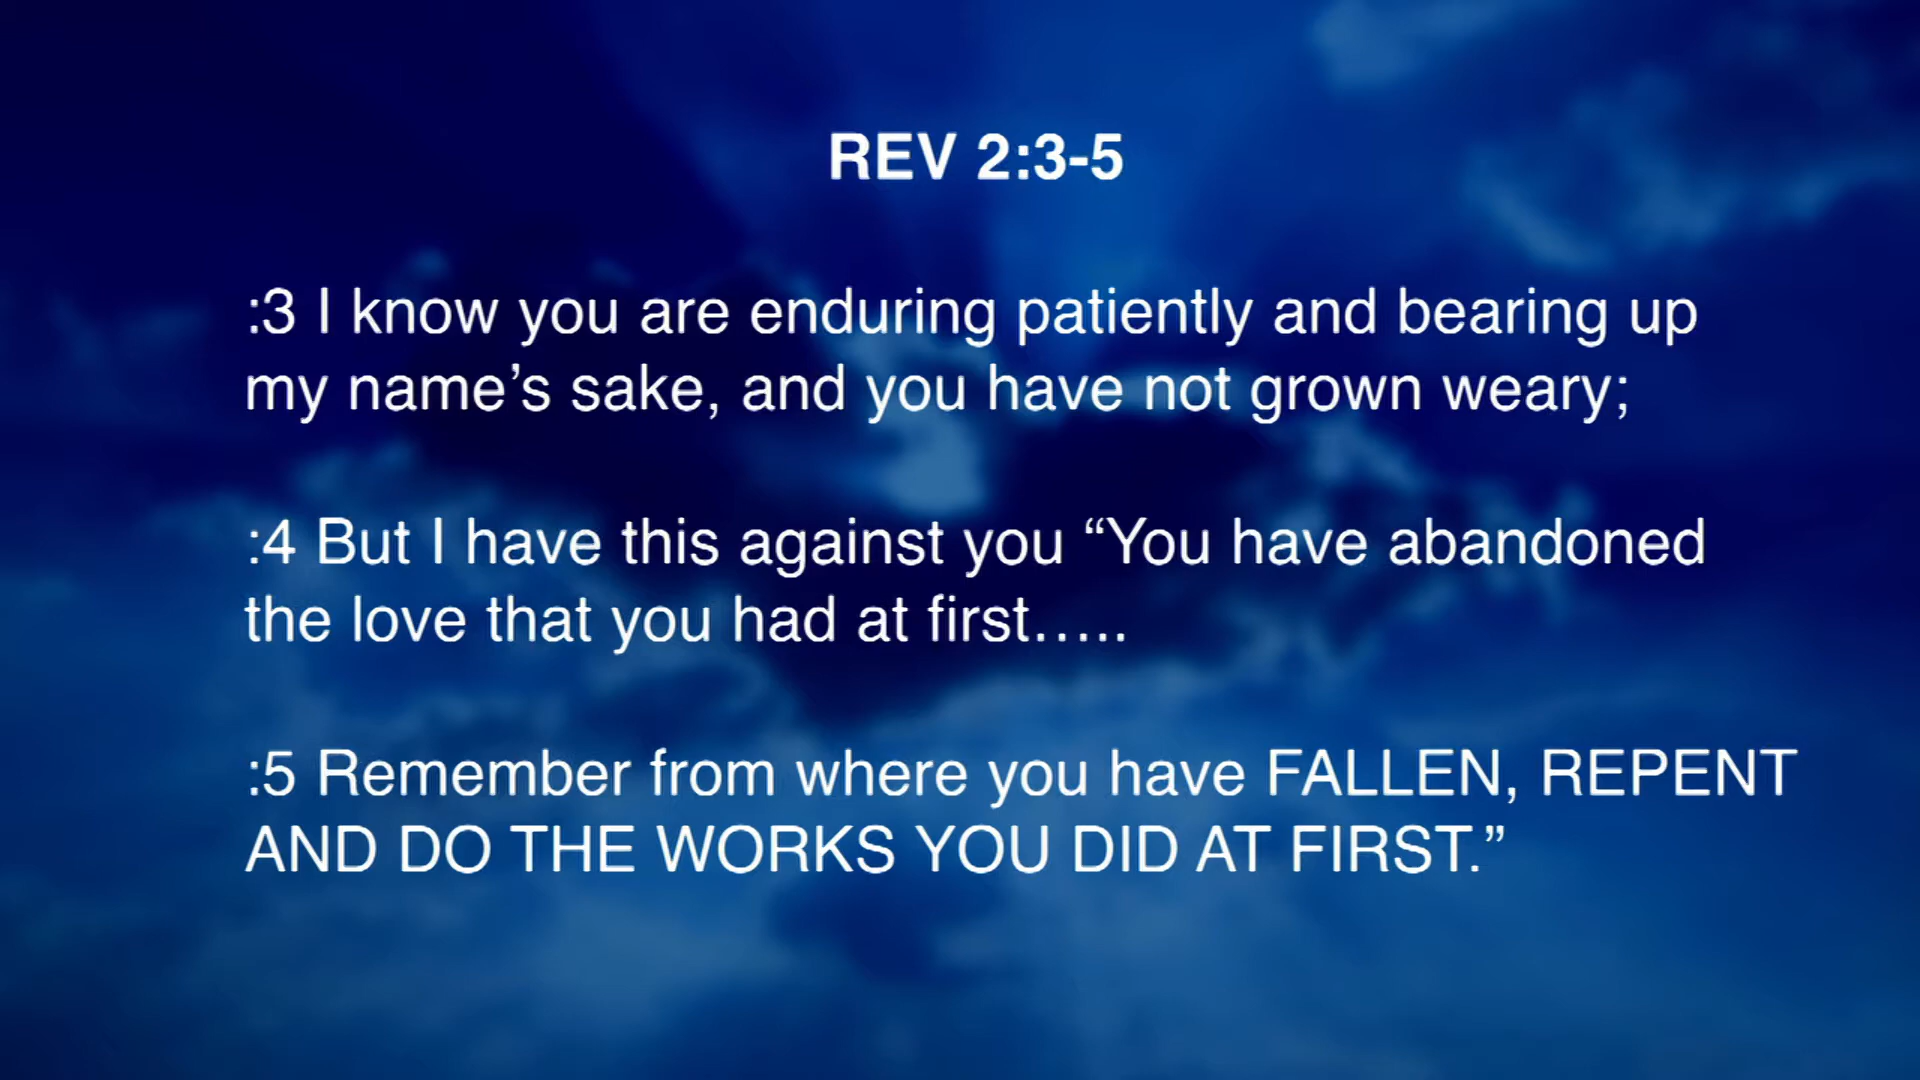 REV 2:3-5
:3 I know you are enduring patiently and bearing up
my name’s sake, and you have not grown weary;
:4 But I have this against you “You have abandoned
the love that you had at first…..
:5 Remember from where you have FALLEN, REPENT
AND DO THE WORKS YOU DID AT FIRST.”